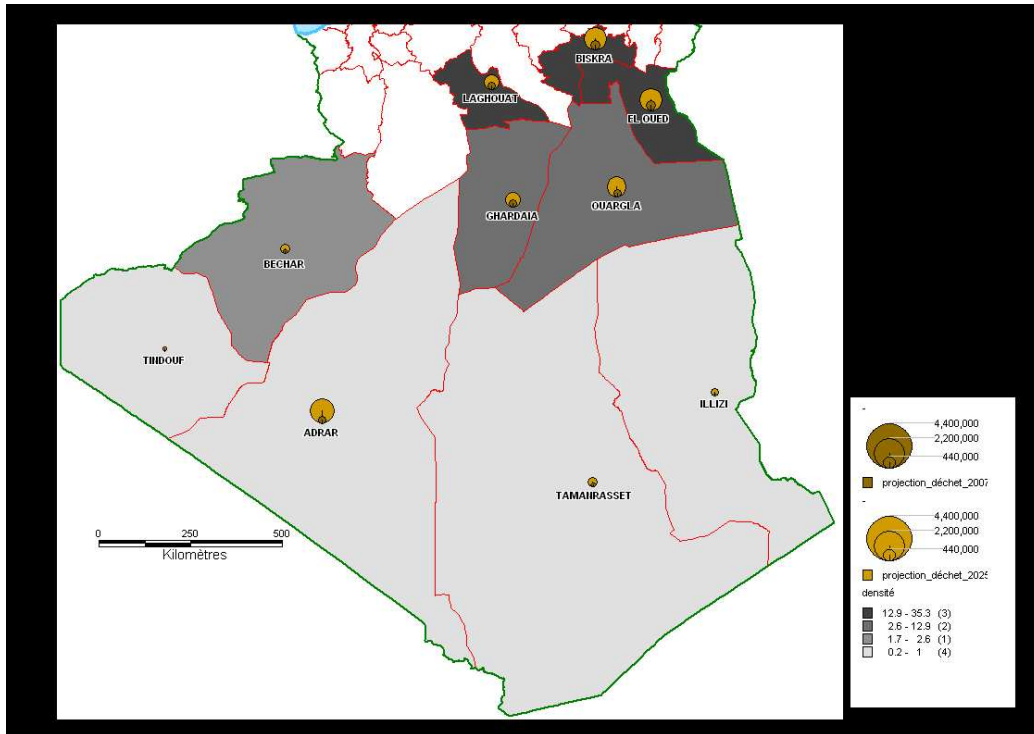 BISKRA
LAGHOUAT
EL OUED
GHARDAIA
OUARGLA
BECHAR
TINDOUF
ILLIZI
ADRAR
TAMANRASSET
0 250 500
Kilomètres
-
4,400,000
2,200,000
440,000
projection_déchet_2007
-
4,400,000
2,200,000
440,000
projection_déchet_2025
densité
12.9 - 35.3 (3)
2.6 - 12.9 (2)
1.7 - 2.6 (1)
0.2 - 1 (4)